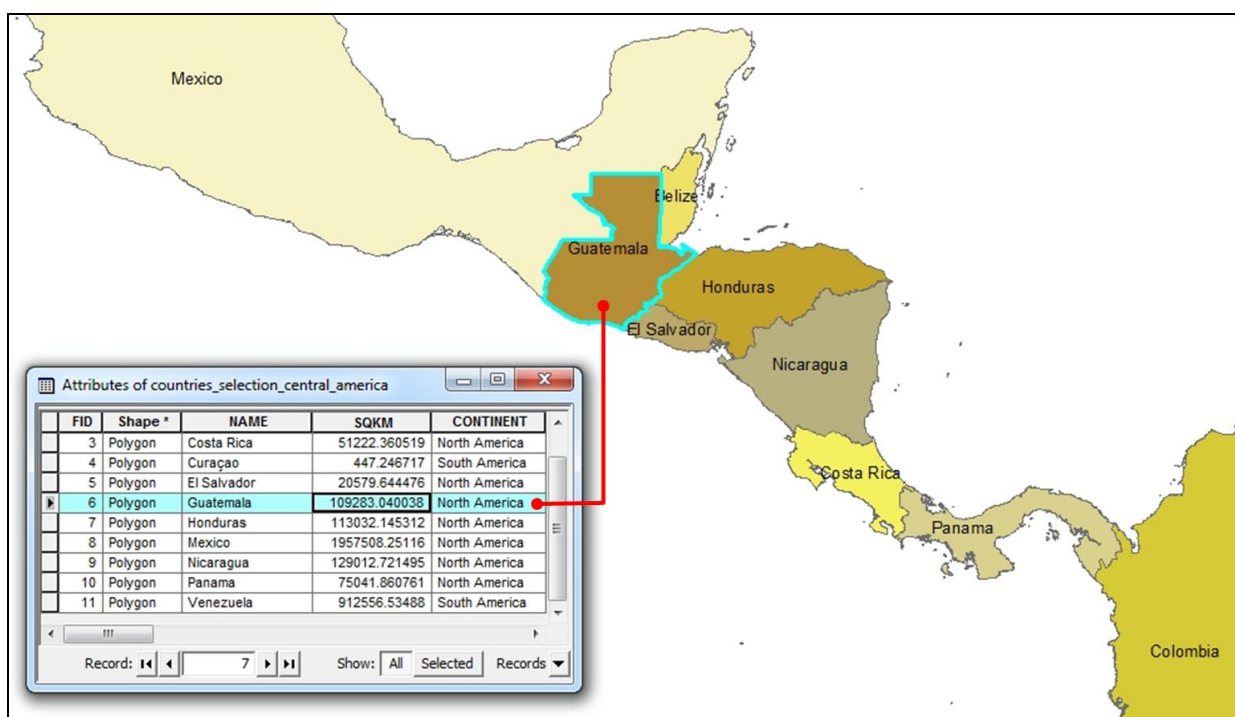 Mexico
Belize
Guatemala
Honduras
El Salvador
Nicaragua
Costa Rica
Panama
Colombia
Attributes of countries_selection_central_america
FID Shape * NAME SQKM CONTINENT
3 Polygon Costa Rica 51222.360519 North America
4 Polygon Curaçao 447.246717 South America
5 Polygon El Salvador 20579.644476 North America
6 Polygon Guatemala 109283.040038 North America
7 Polygon Honduras 113032.145312 North America
8 Polygon Mexico 1957508.25116 North America
9 Polygon Nicaragua 129012.721495 North America
10 Polygon Panama 75041.860761 North America
11 Polygon Venezuela 912556.53488 South America
Record: 7 Show: All Selected Records